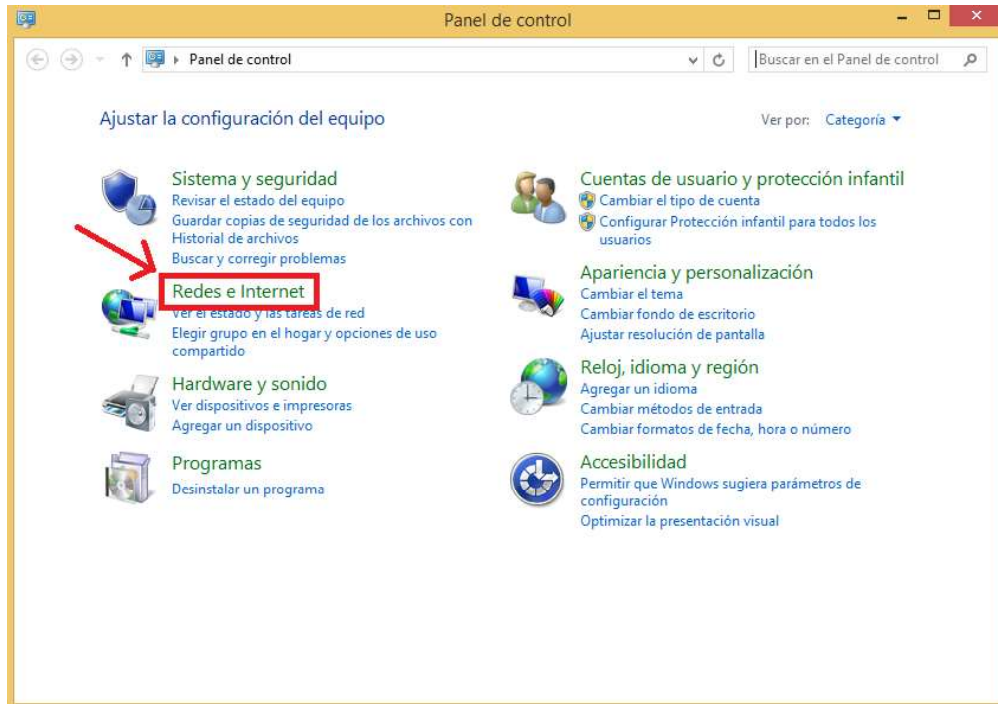 Panel de control
Panel de control
Buscar en el Panel de control
Ajustar la configuración del equipo
Ver por: Categoría
Sistema y seguridad
Revisar el estado del equipo
Guardar copias de seguridad de los archivos con
Historial de archivos
Buscar y corregir problemas
Redes e Internet
Ver el estado y las tareas de red
Elegir grupo en el hogar y opciones de uso
compartido
Hardware y sonido
Ver dispositivos e impresoras
Agregar un dispositivo
Programas
Desinstalar un programa
Cuentas de usuario y protección infantil
Cambiar el tipo de cuenta
Configurar Protección infantil para todos los
usuarios
Apariencia y personalización
Cambiar el tema
Cambiar fondo de escritorio
Ajustar resolución de pantalla
Reloj, idioma y región
Agregar un idioma
Cambiar métodos de entrada
Cambiar formatos de fecha, hora o número
Accesibilidad
Permitir que Windows sugiera parámetros de
configuración
Optimizar la presentación visual